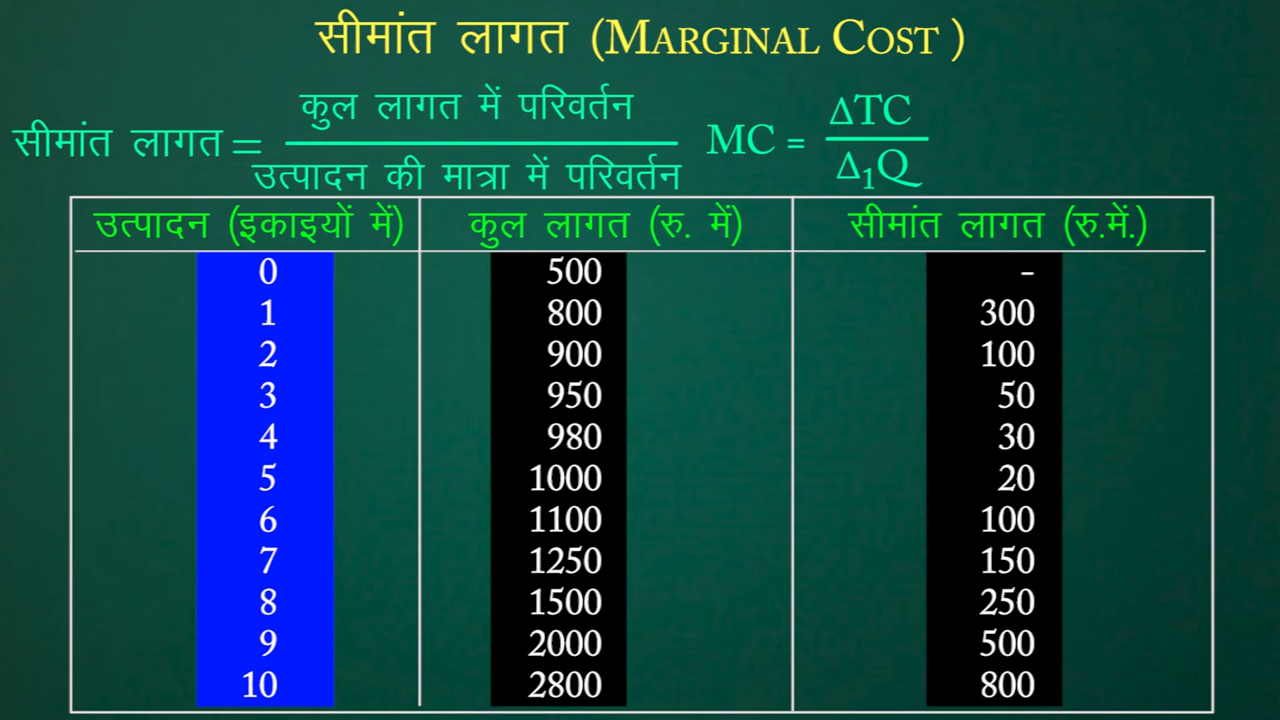 सीमांत लागत (MARGINAL COST )
कुल लागत में परिवर्तन
सीमांत लागत =
उत्पादन की मात्रा में परिवर्तन
MC = ΔTC
Δ₁Q
उत्पादन (इकाइयों में) कुल लागत (रु. में) सीमांत लागत (रु.में.)
0 500 –
1 800 300
2 900 100
3 950 50
4 980 30
5 1000 20
6 1100 100
7 1250 150
8 1500 250
9 2000 500
10 2800 800